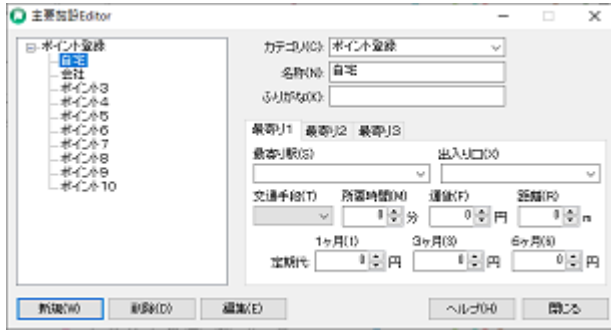 主要施設Editor
ポイント登録
自宅
会社
ポイント3
ポイント4
ポイント5
ポイント6
ポイント7
ポイント8
ポイント9
ポイント10
カテゴリ(C): ポイント登録
名称(N): 自宅
ふりがな(K):
最寄り1 最寄り2 最寄り3
最寄り駅(S) 出入り口(X)
交通手段(T) 所要時間(M) 運賃(F) 距離(R)
0 分 0 円 0 m
1ヶ月(1) 3ヶ月(3) 6ヶ月(6)
定期代 0 円 0 円 0 円
新規(W) 削除(D) 編集(E) ヘルプ(H) 閉じる